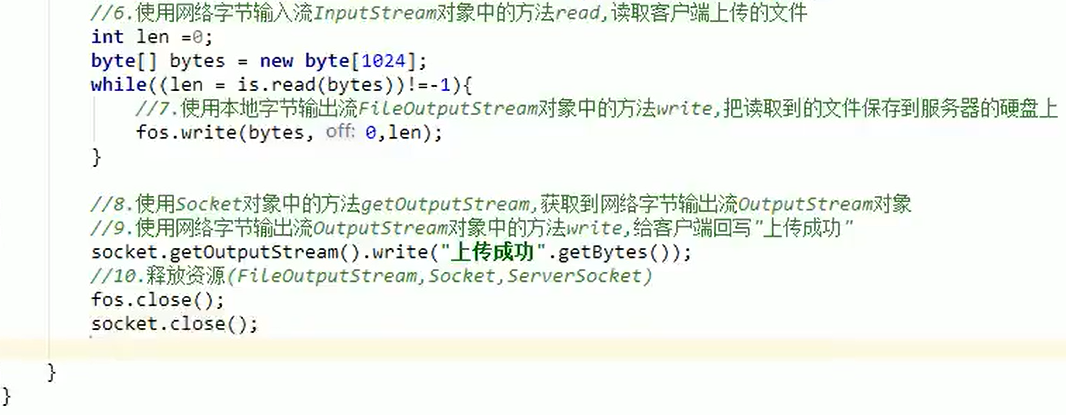 //6.使用网络字节输入流InputStream对象中的方法read,读取客户端上传的文件
int len =0;
byte[] bytes = new byte[1024];
while((len = is.read(bytes))!=-1){
//7.使用本地字节输出流FileOutputStream对象中的方法write,把读取到的文件保存到服务器的硬盘上
fos.write(bytes, off: 0,len);
}
//8.使用Socket对象中的方法getOutputStream,获取到网络字节输出流OutputStream对象
//9.使用网络字节输出流OutputStream对象中的方法write,给客户端回写"上传成功"
socket.getOutputStream().write("上传成功".getBytes());
//10.释放资源(FileOutputStream,Socket,ServerSocket)
fos.close();
socket.close();
}
}